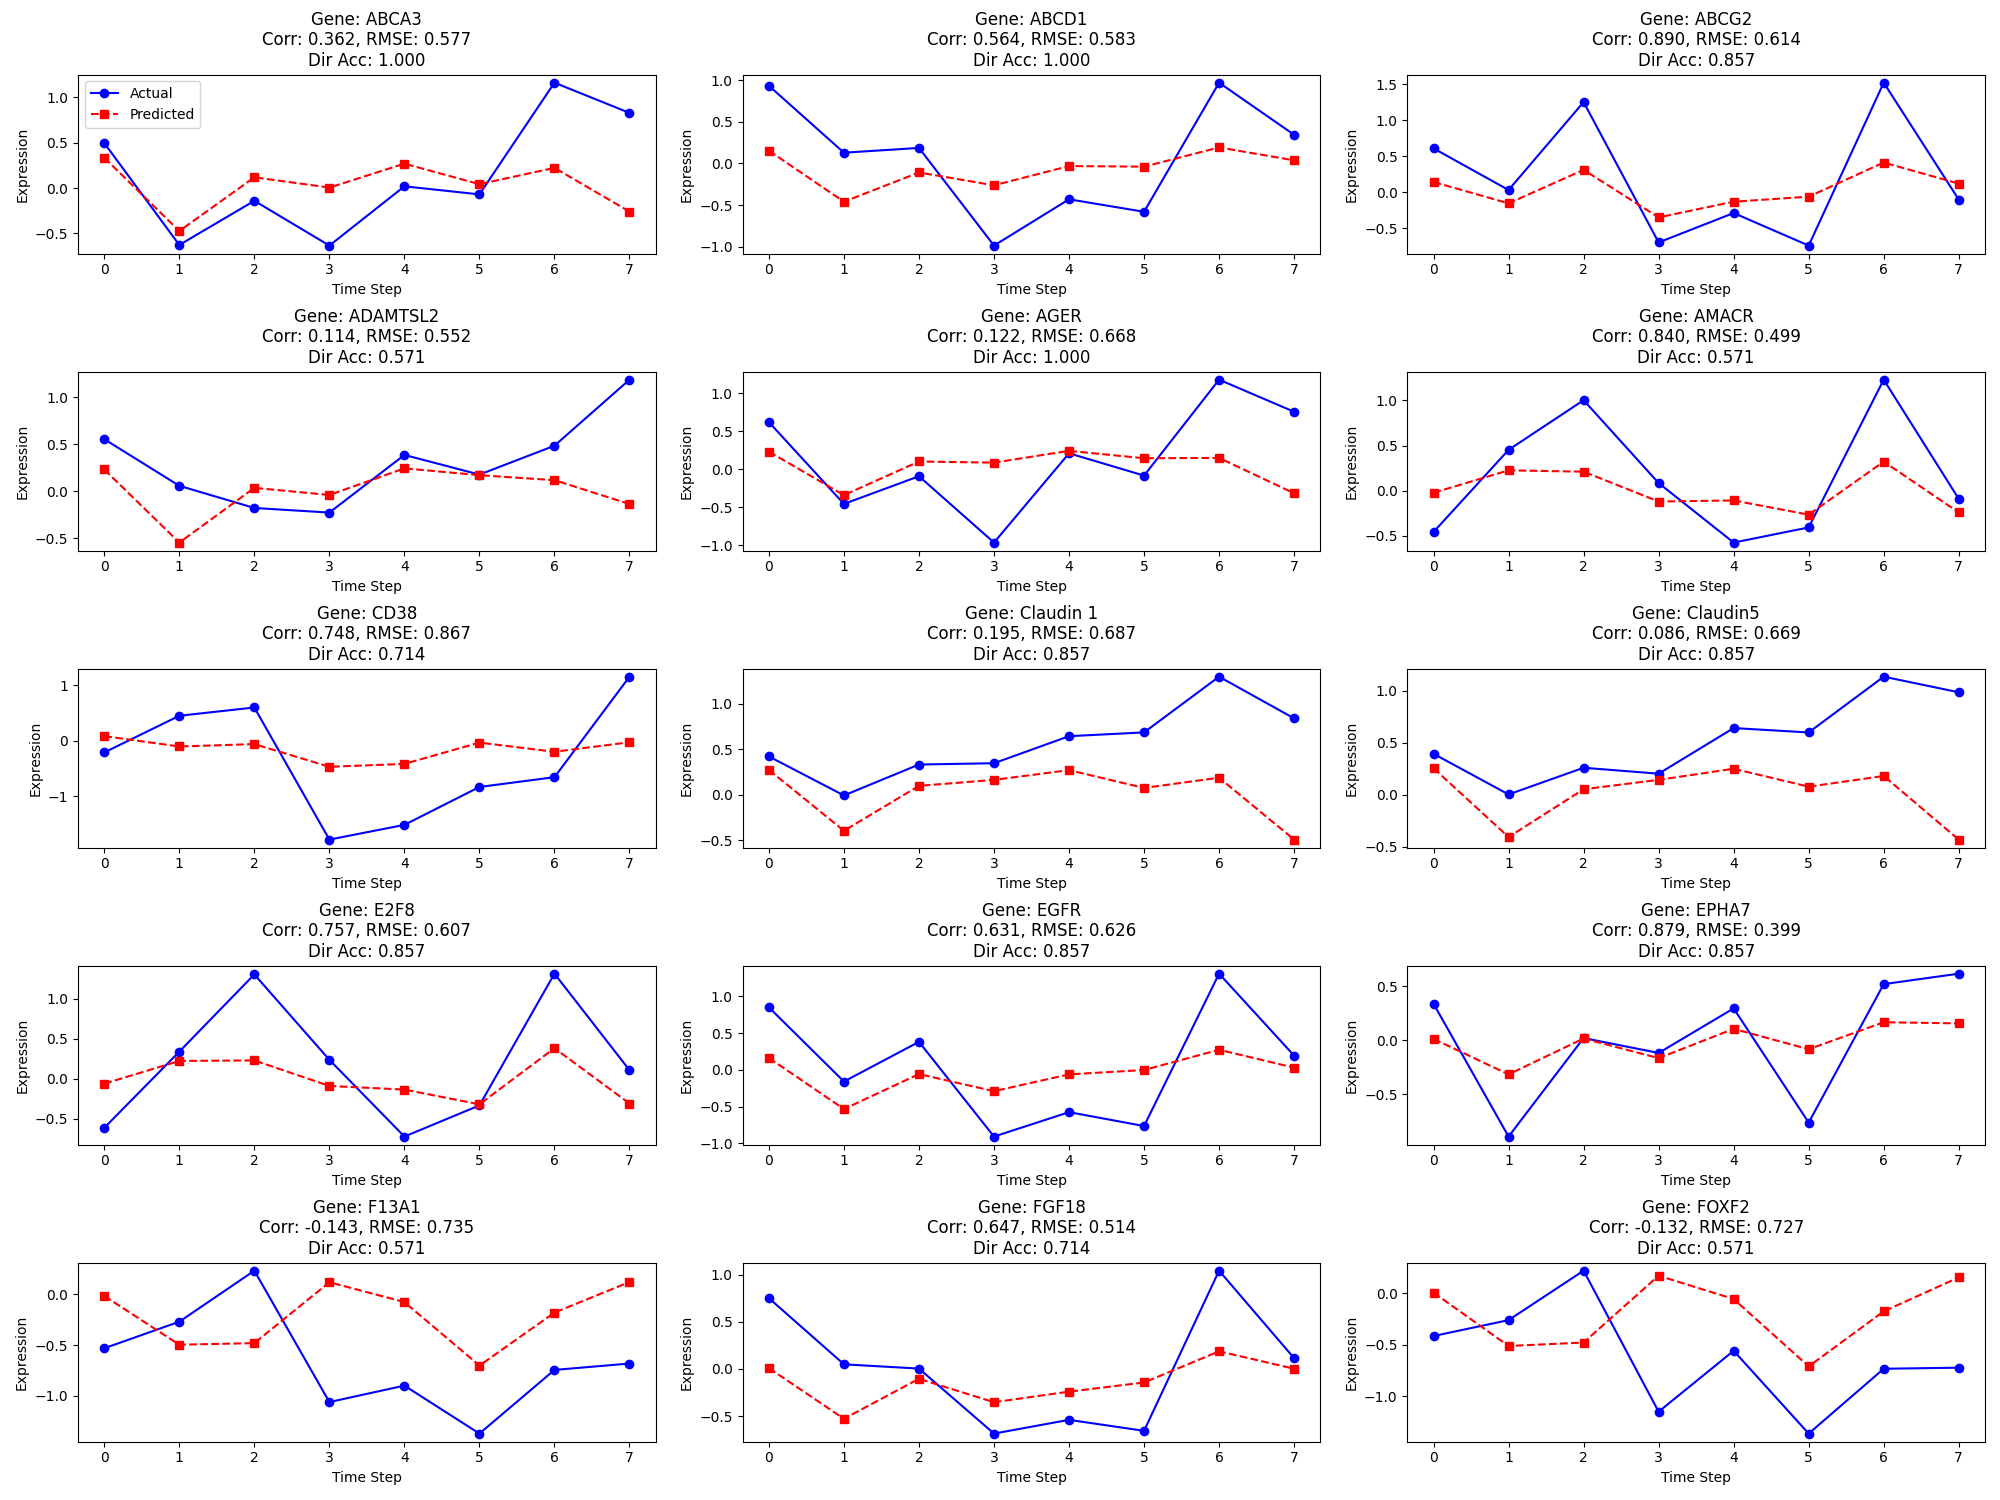 Gene: ABCA3
Corr: 0.362, RMSE: 0.577
Dir Acc: 1.000
Actual
Predicted
Expression
1.0
0.5
0.0
−0.5
0 1 2 3 4 5 6 7
Time Step
Gene: ABCD1
Corr: 0.564, RMSE: 0.583
Dir Acc: 1.000
Expression
1.0
0.5
0.0
−0.5
−1.0
0 1 2 3 4 5 6 7
Time Step
Gene: ABCG2
Corr: 0.890, RMSE: 0.614
Dir Acc: 0.857
Expression
1.5
1.0
0.5
0.0
−0.5
0 1 2 3 4 5 6 7
Time Step
Gene: ADAMTSL2
Corr: 0.114, RMSE: 0.552
Dir Acc: 0.571
Expression
1.0
0.5
0.0
−0.5
0 1 2 3 4 5 6 7
Time Step
Gene: AGER
Corr: 0.122, RMSE: 0.668
Dir Acc: 1.000
Expression
1.0
0.5
0.0
−0.5
−1.0
0 1 2 3 4 5 6 7
Time Step
Gene: AMACR
Corr: 0.840, RMSE: 0.499
Dir Acc: 0.571
Expression
1.0
0.5
0.0
−0.5
0 1 2 3 4 5 6 7
Time Step
Gene: CD38
Corr: 0.748, RMSE: 0.867
Dir Acc: 0.714
Expression
1
0
−1
0 1 2 3 4 5 6 7
Time Step
Gene: Claudin 1
Corr: 0.195, RMSE: 0.687
Dir Acc: 0.857
Expression
1.0
0.5
0.0
−0.5
0 1 2 3 4 5 6 7
Time Step
Gene: Claudin5
Corr: 0.086, RMSE: 0.669
Dir Acc: 0.857
Expression
1.0
0.5
0.0
−0.5
0 1 2 3 4 5 6 7
Time Step
Gene: E2F8
Corr: 0.757, RMSE: 0.607
Dir Acc: 0.857
Expression
1.0
0.5
0.0
−0.5
0 1 2 3 4 5 6 7
Time Step
Gene: EGFR
Corr: 0.631, RMSE: 0.626
Dir Acc: 0.857
Expression
1.0
0.5
0.0
−0.5
−1.0
0 1 2 3 4 5 6 7
Time Step
Gene: EPHA7
Corr: 0.879, RMSE: 0.399
Dir Acc: 0.857
Expression
0.5
0.0
−0.5
0 1 2 3 4 5 6 7
Time Step
Gene: F13A1
Corr: -0.143, RMSE: 0.735
Dir Acc: 0.571
Expression
0.0
−0.5
−1.0
0 1 2 3 4 5 6 7
Time Step
Gene: FGF18
Corr: 0.647, RMSE: 0.514
Dir Acc: 0.714
Expression
1.0
0.5
0.0
−0.5
0 1 2 3 4 5 6 7
Time Step
Gene: FOXF2
Corr: -0.132, RMSE: 0.727
Dir Acc: 0.571
Expression
0.0
−0.5
−1.0
0 1 2 3 4 5 6 7
Time Step